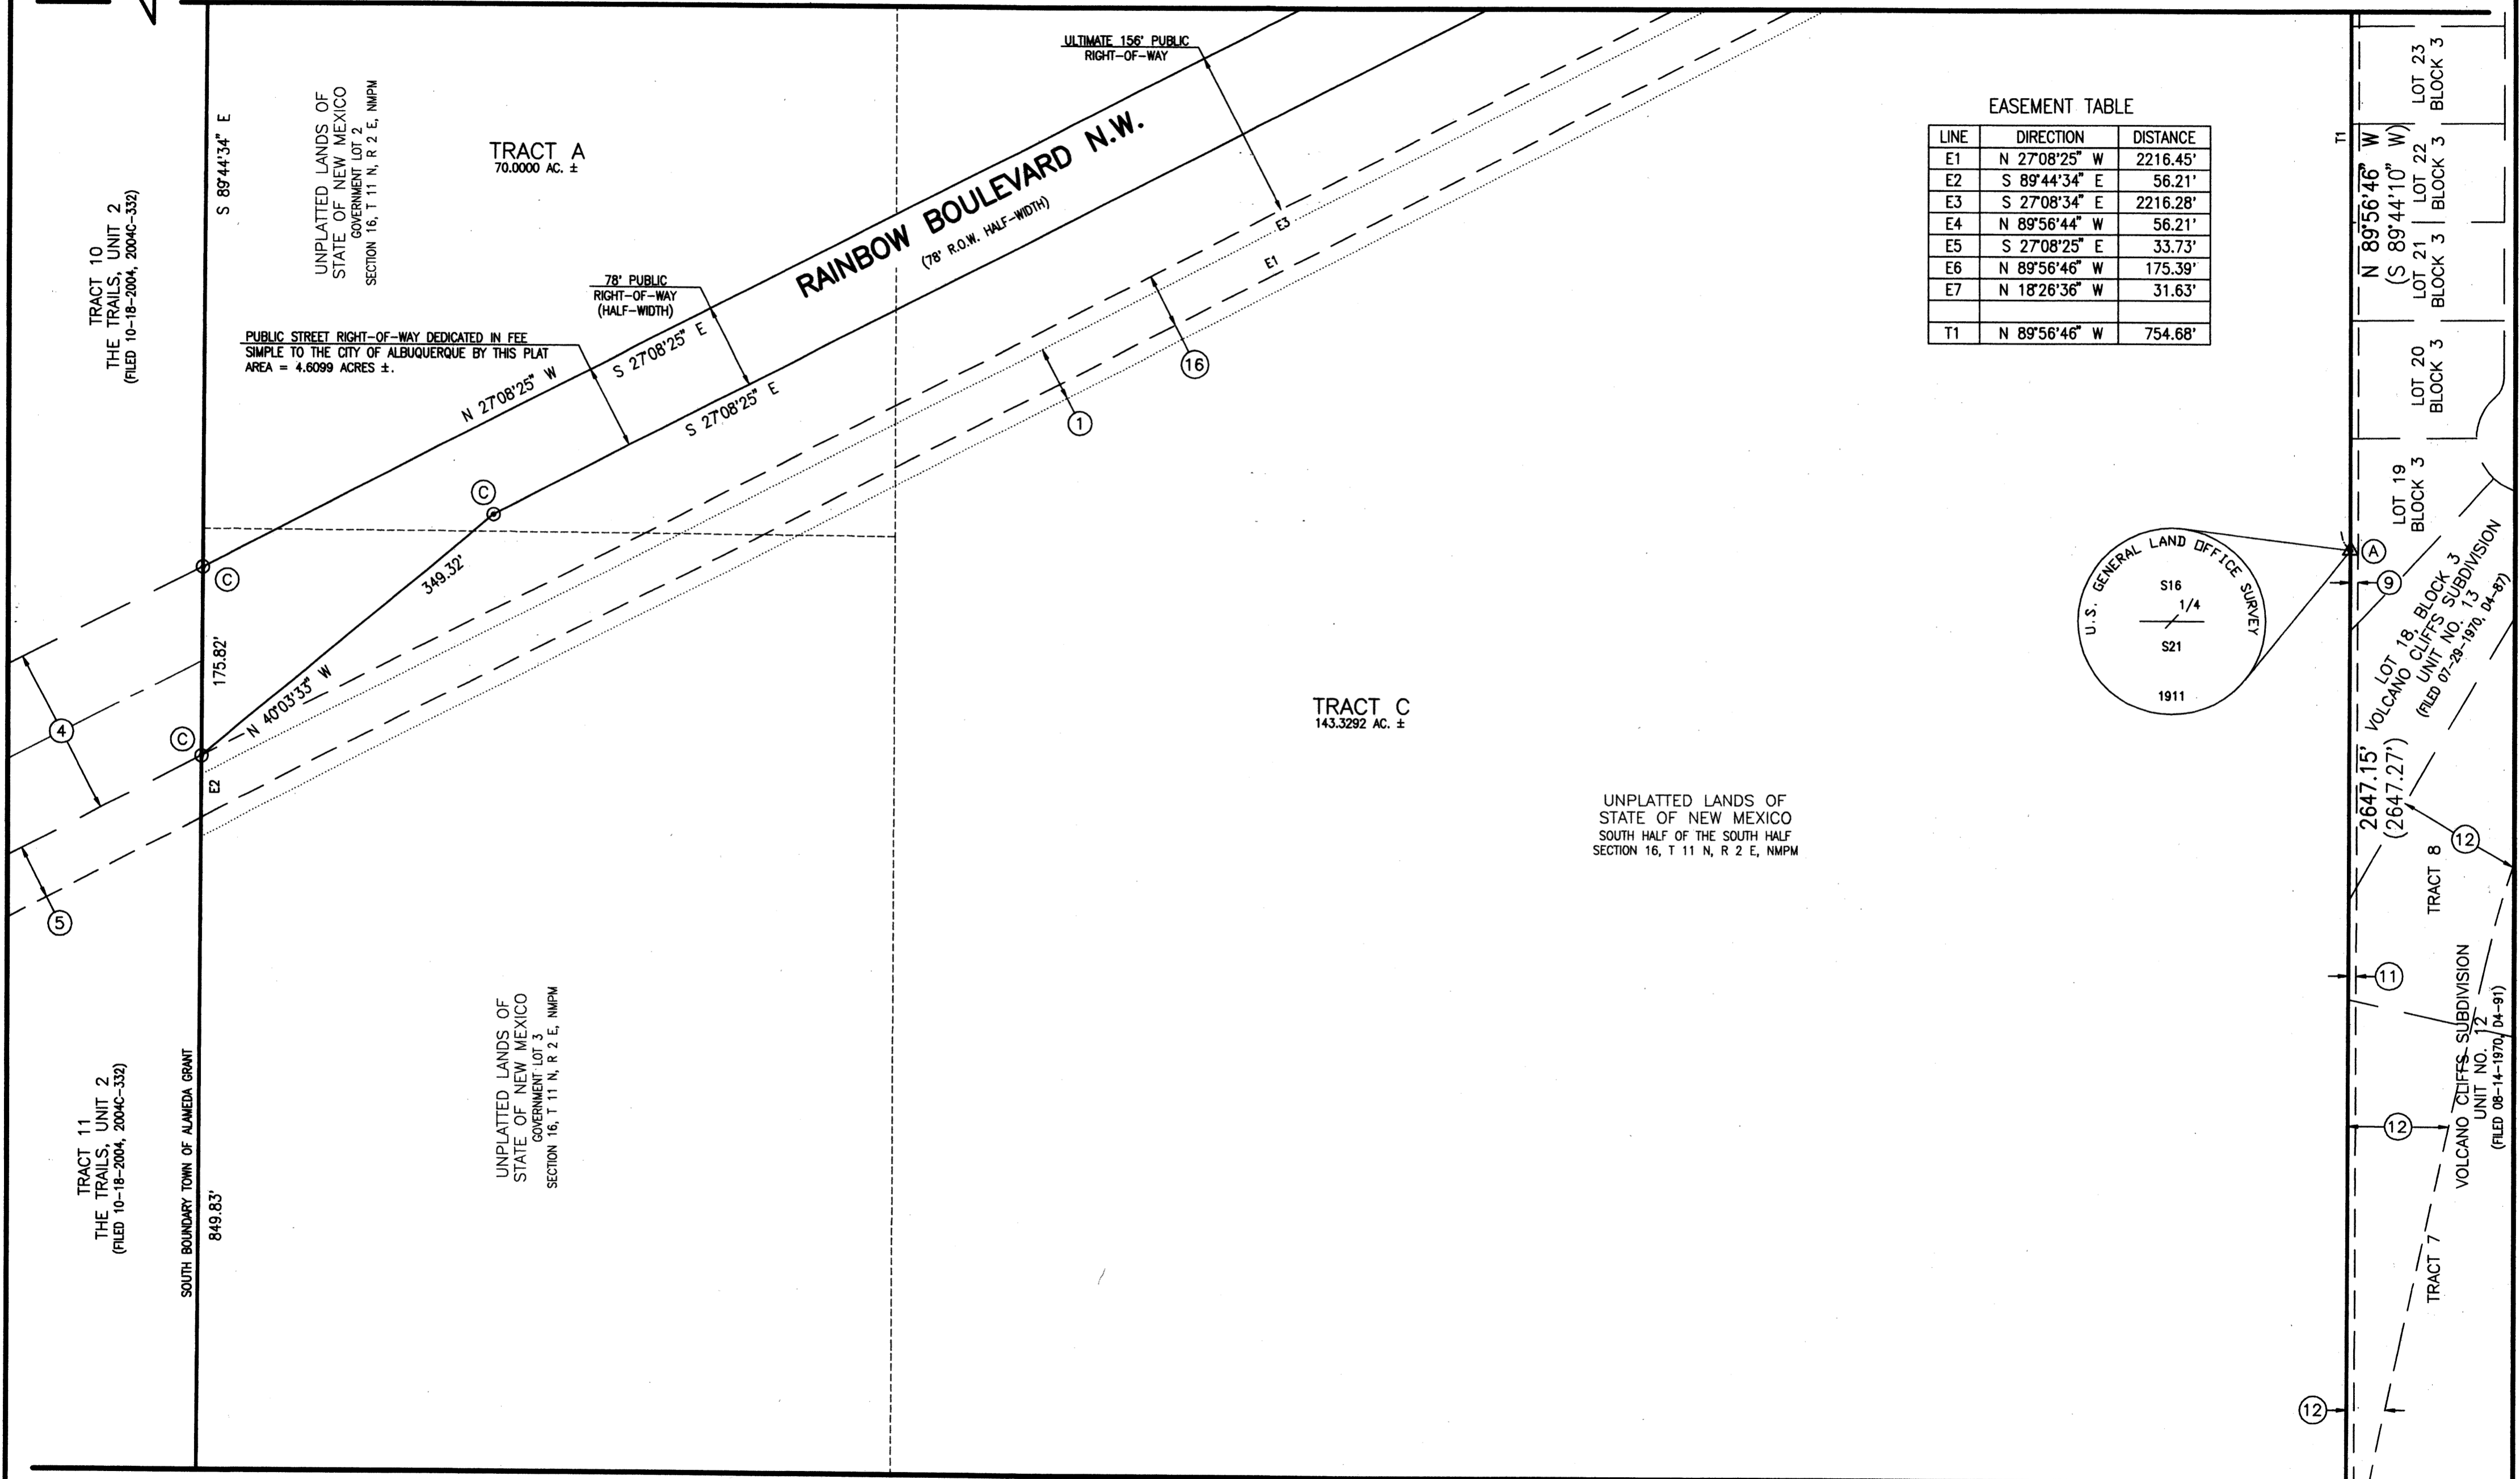 ULTIMATE 156' PUBLIC
RIGHT-OF-WAY
S 89°44'34" E
UNPLATTED LANDS OF
STATE OF NEW MEXICO
GOVERNMENT LOT 2
SECTION 16, T 11 N, R 2 E, NMPM
TRACT A
70.0000 AC. ±
TRACT 10
THE TRAILS, UNIT 2
(FILED 10-18-2004, 2004C-332)
RAINBOW BOULEVARD N.W.
(78' R.O.W. HALF-WIDTH)
78' PUBLIC
RIGHT-OF-WAY
(HALF-WIDTH)
PUBLIC STREET RIGHT-OF-WAY DEDICATED IN FEE
SIMPLE TO THE CITY OF ALBUQUERQUE BY THIS PLAT
AREA = 4.6099 ACRES ±.
N 27°08'25" W
S 27°08'25" E
S 27°08'25" E
E3
E1
16
1
EASEMENT TABLE
LINE DIRECTION DISTANCE
E1 N 27°08'25" W 2216.45'
E2 S 89°44'34" E 56.21'
E3 S 27°08'34" E 2216.28'
E4 N 89°56'44" W 56.21'
E5 S 27°08'25" E 33.73'
E6 N 89°56'46" W 175.39'
E7 N 18°26'36" W 31.63'
T1 N 89°56'46" W 754.68'
T1
N 89°56'46" W
(S 89°44'10" W)
LOT 23
BLOCK 3
LOT 22
BLOCK 3
LOT 21
BLOCK 3
LOT 20
BLOCK 3
LOT 19
BLOCK 3
C
C
C
349.32'
175.82'
N 40°03'33" W
E2
4
5
U.S. GENERAL LAND OFFICE SURVEY
S16
1/4
S21
1911
A
9
LOT 18, BLOCK 3
VOLCANO CLIFFS SUBDIVISION
UNIT NO. 13
(FILED 07-29-1970, D4-87)
2647.15'
(2647.27')
TRACT C
143.3292 AC. ±
UNPLATTED LANDS OF
STATE OF NEW MEXICO
SOUTH HALF OF THE SOUTH HALF
SECTION 16, T 11 N, R 2 E, NMPM
12
TRACT 8
11
VOLCANO CLIFFS SUBDIVISION
UNIT NO. 12
(FILED 08-14-1970, D4-91)
12
TRACT 7
12
UNPLATTED LANDS OF
STATE OF NEW MEXICO
GOVERNMENT LOT 3
SECTION 16, T 11 N, R 2 E, NMPM
TRACT 11
THE TRAILS, UNIT 2
(FILED 10-18-2004, 2004C-332)
SOUTH BOUNDARY TOWN OF ALAMEDA GRANT
849.83'